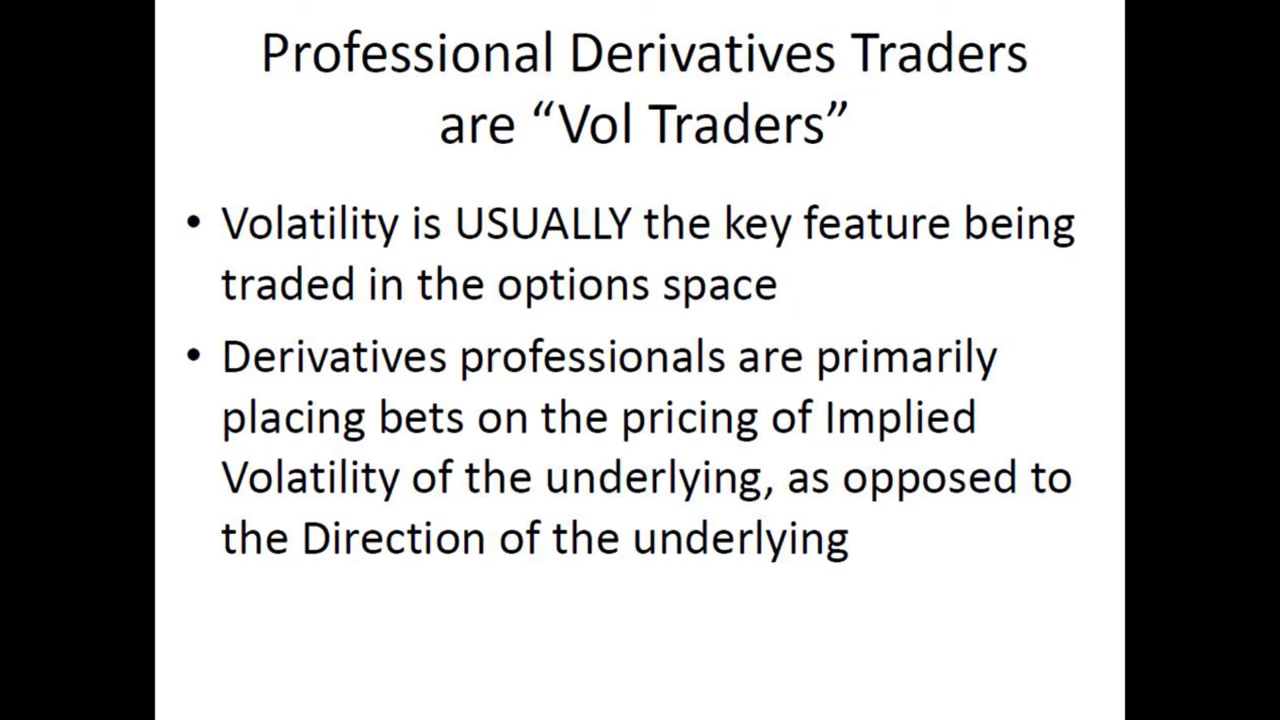 Professional Derivatives Traders
are “Vol Traders”
• Volatility is USUALLY the key feature being
traded in the options space
• Derivatives professionals are primarily
placing bets on the pricing of Implied
Volatility of the underlying, as opposed to
the Direction of the underlying